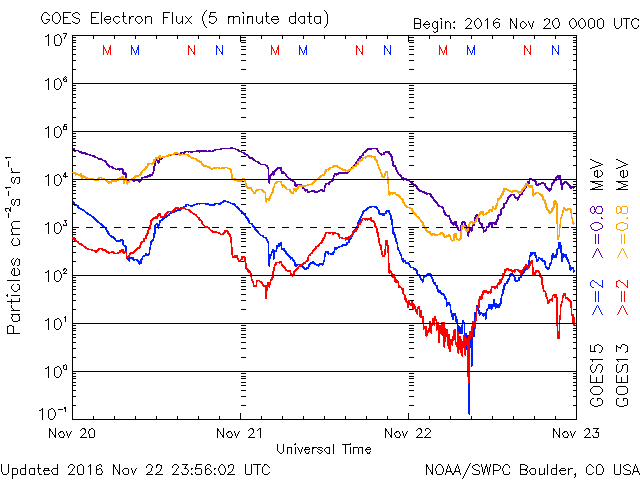 GOES Electron Flux (5 minute data)
Begin: 2016 Nov 20 0000 UTC
M M N N M M N N M M N N
10⁷
10⁶
10⁵
10⁴
10³
10²
10¹
10⁰
10⁻¹
Particles cm⁻²s⁻¹sr⁻¹
GOES15 >=2 >=0.8 MeV
GOES13 >=2 >=0.8 MeV
Nov 20 Nov 21 Nov 22 Nov 23
Universal Time
Updated 2016 Nov 22 23:56:02 UTC
NOAA/SWPC Boulder, CO USA